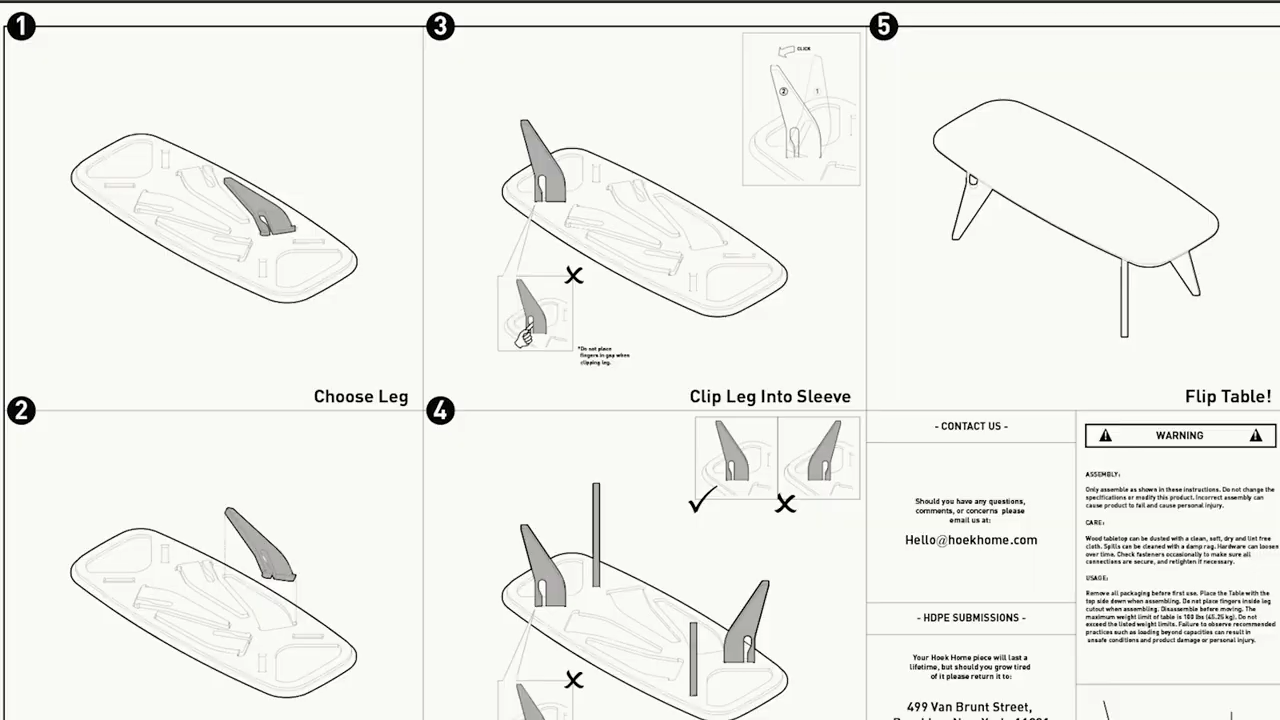 1
Choose Leg
2
3
CLICK
2
1
*Do not place
fingers in gap when
clipping leg.
Clip Leg Into Sleeve
4
5
Flip Table!
- CONTACT US -
Should you have any questions,
comments, or concerns please
email us at:
Hello@hoekhome.com
- HDPE SUBMISSIONS -
Your Hoek Home piece will last a
lifetime, but should you grow tired
of it please return it to:
499 Van Brunt Street,
WARNING
ASSEMBLY:
Only assemble as shown in these instructions. Do not change the
specifications or modify this product. Incorrect assembly can
cause product to fail and cause personal injury.
CARE:
Wood tabletop can be dusted with a clean, soft, dry and lint free
cloth. Spills can be cleaned with a damp rag. Hardware can loosen
over time. Check fasteners occasionally to make sure all
connections are secure, and retighten if necessary.
USAGE:
Remove all packaging before first use. Place the Table with the
top side down when assembling. Do not place fingers inside leg
cutout when assembling. Disassemble before moving. The
maximum weight limit of table is 100 lbs (45.25 kg). Do not
exceed the listed weight limits. Failure to observe recommended
practices such as loading beyond capacities can result in
unsafe conditions and product damage or personal injury.